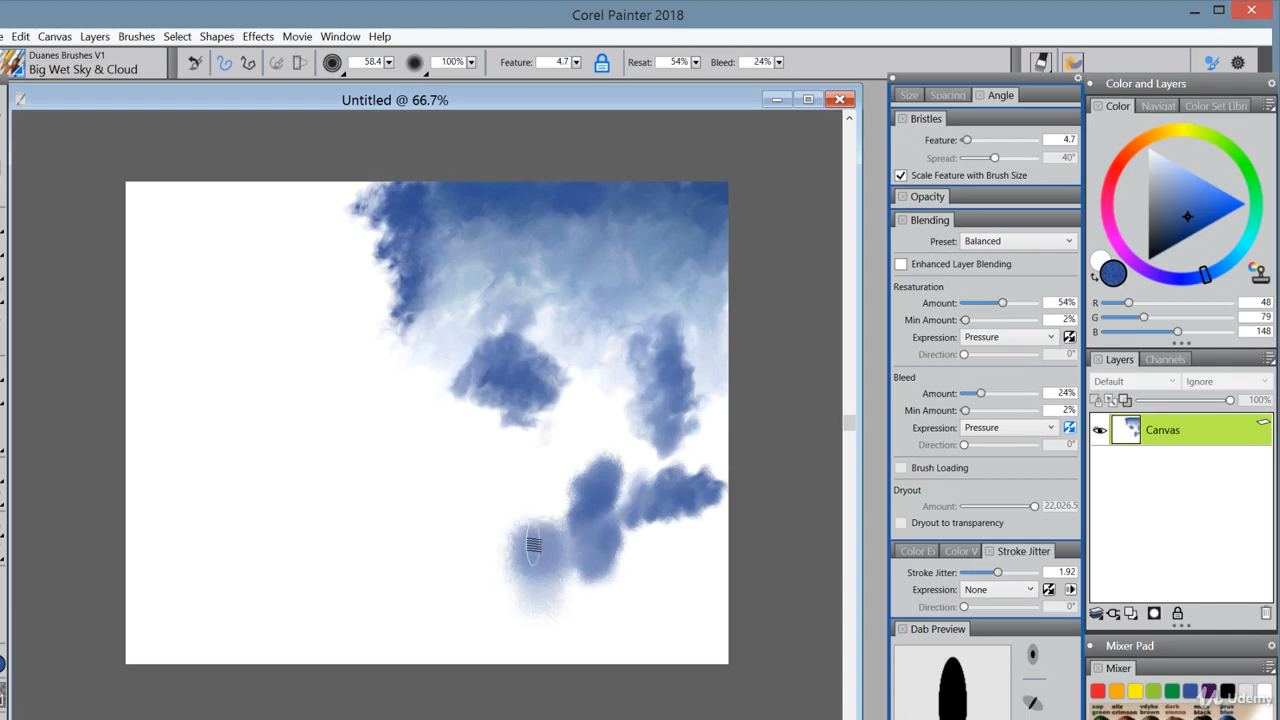 Corel Painter 2018
Edit Canvas Layers Brushes Select Shapes Effects Movie Window Help
Duanes Brushes V1
Big Wet Sky & Cloud
58.4 100% Feature: 4.7 Resat: 54% Bleed: 24%
Untitled @ 66.7%
Size Spacing Angle
Bristles
Feature: 4.7
Spread: 40°
Scale Feature with Brush Size
Opacity
Blending
Preset: Balanced
Enhanced Layer Blending
Resaturation
Amount: 54%
Min Amount: 2%
Expression: Pressure
Direction: 0°
Bleed
Amount: 24%
Min Amount: 2%
Expression: Pressure
Direction: 0°
Brush Loading
Dryout
Amount: 22,026.5
Dryout to transparency
Color E Color V Stroke Jitter
Stroke Jitter: 1.92
Expression: None
Direction: 0°
Dab Preview
Color and Layers
Color Navigat Color Set Libr
R 48
G 79
B 148
Layers Channels
Default Ignore
100%
Canvas
Mixer Pad
Mixer
Udemy